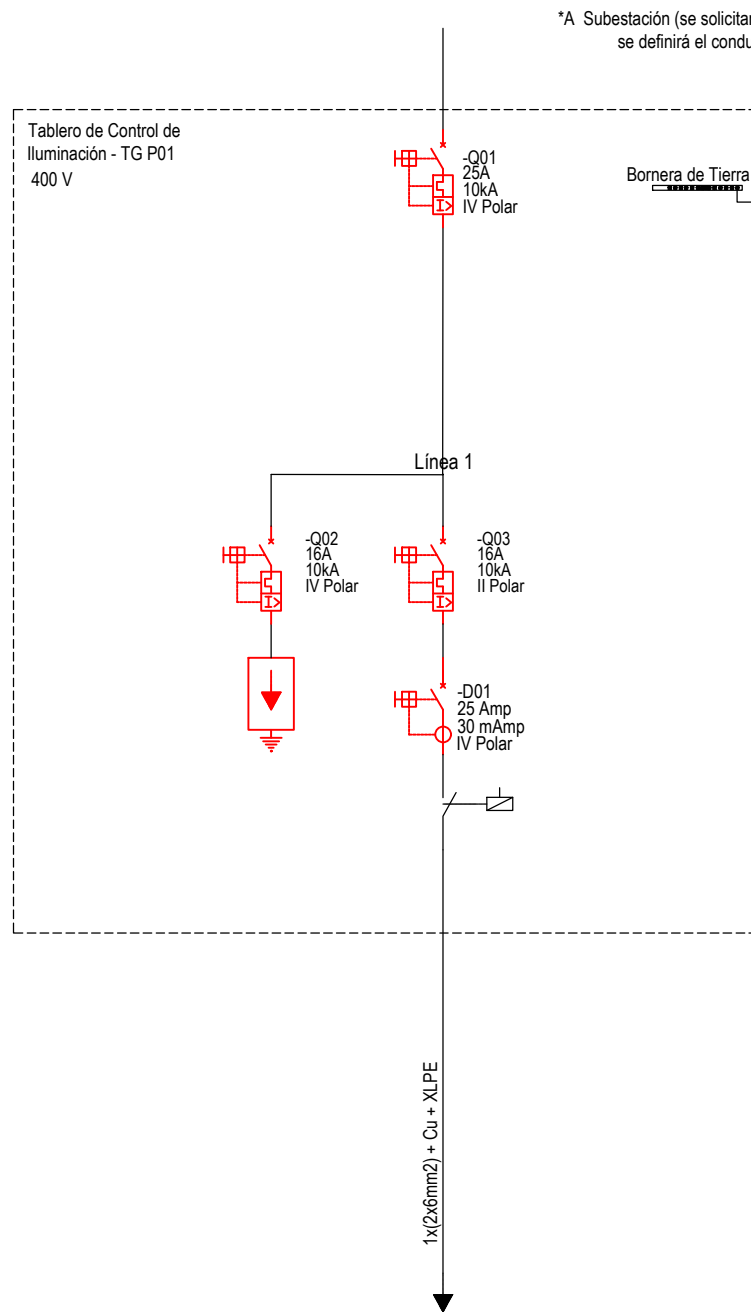 *A Subestación (se solicitar
se definirá el condu
Tablero de Control de
Iluminación - TG P01
400 V
-Q01
25A
10kA
IV Polar
Bornera de Tierra
Línea 1
-Q02
16A
10kA
IV Polar
-Q03
16A
10kA
II Polar
-D01
25 Amp
30 mAmp
IV Polar
1x(2x6mm2) + Cu + XLPE